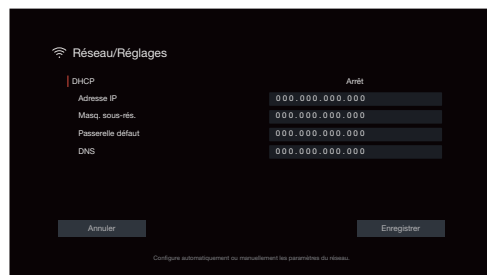 Réseau/Réglages
DHCP Arrêt
Adresse IP 000.000.000.000
Masq. sous-rés. 000.000.000.000
Passerelle défaut 000.000.000.000
DNS 000.000.000.000
Annuler Enregistrer
Configure automatiquement ou manuellement les paramètres du réseau.